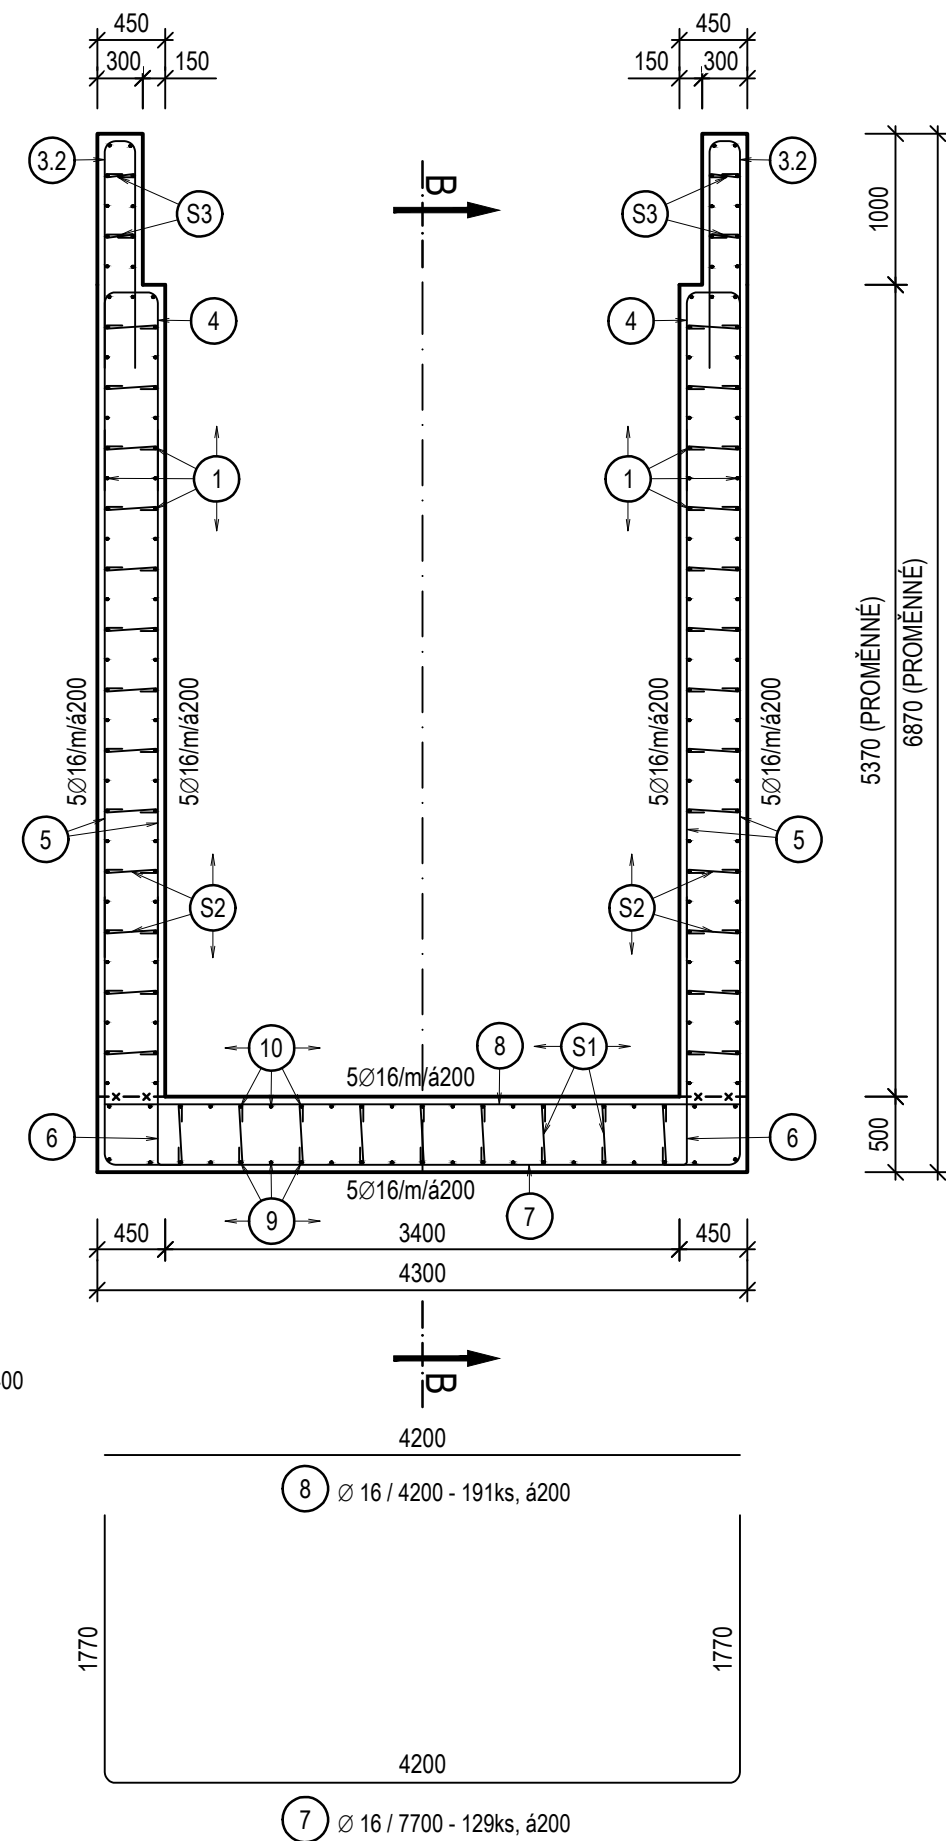 450
450
300
150
150
300
3.2
3.2
B
S3
S3
1000
4
4
1
1
5370 (PROMĚNNÉ)
6870 (PROMĚNNÉ)
5∅16/m/á200
5∅16/m/á200
5∅16/m/á200
5∅16/m/á200
5
5
S2
S2
10
8
S1
5∅16/m/á200
6
6
500
5∅16/m/á200
9
7
450
3400
450
4300
B
4200
8 ∅ 16 / 4200 - 191ks, á200
1770
1770
4200
7 ∅ 16 / 7700 - 129ks, á200